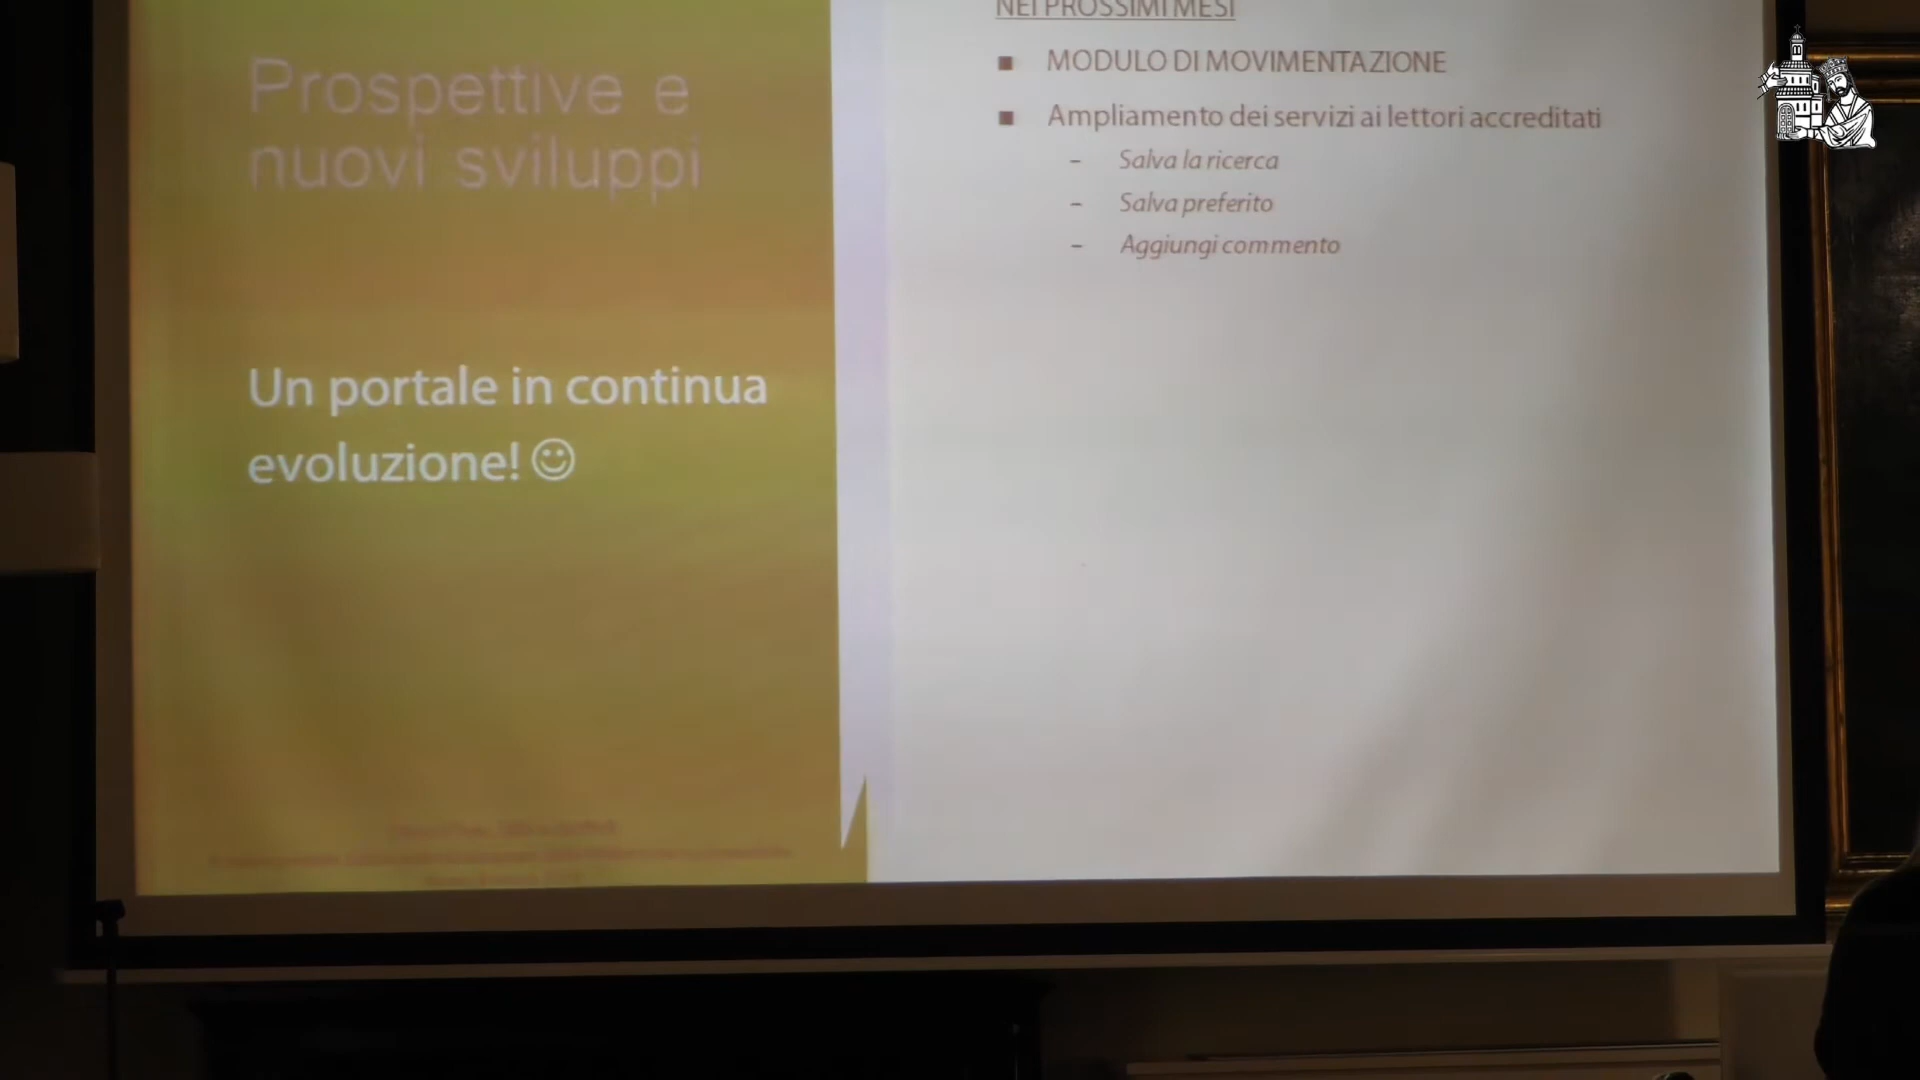 Prospettive e
nuovi sviluppi
Un portale in continua
evoluzione! ☺
NEI PROSSIMI MESI
■ MODULO DI MOVIMENTAZIONE
■ Ampliamento dei servizi ai lettori accreditati
– Salva la ricerca
– Salva preferito
– Aggiungi commento